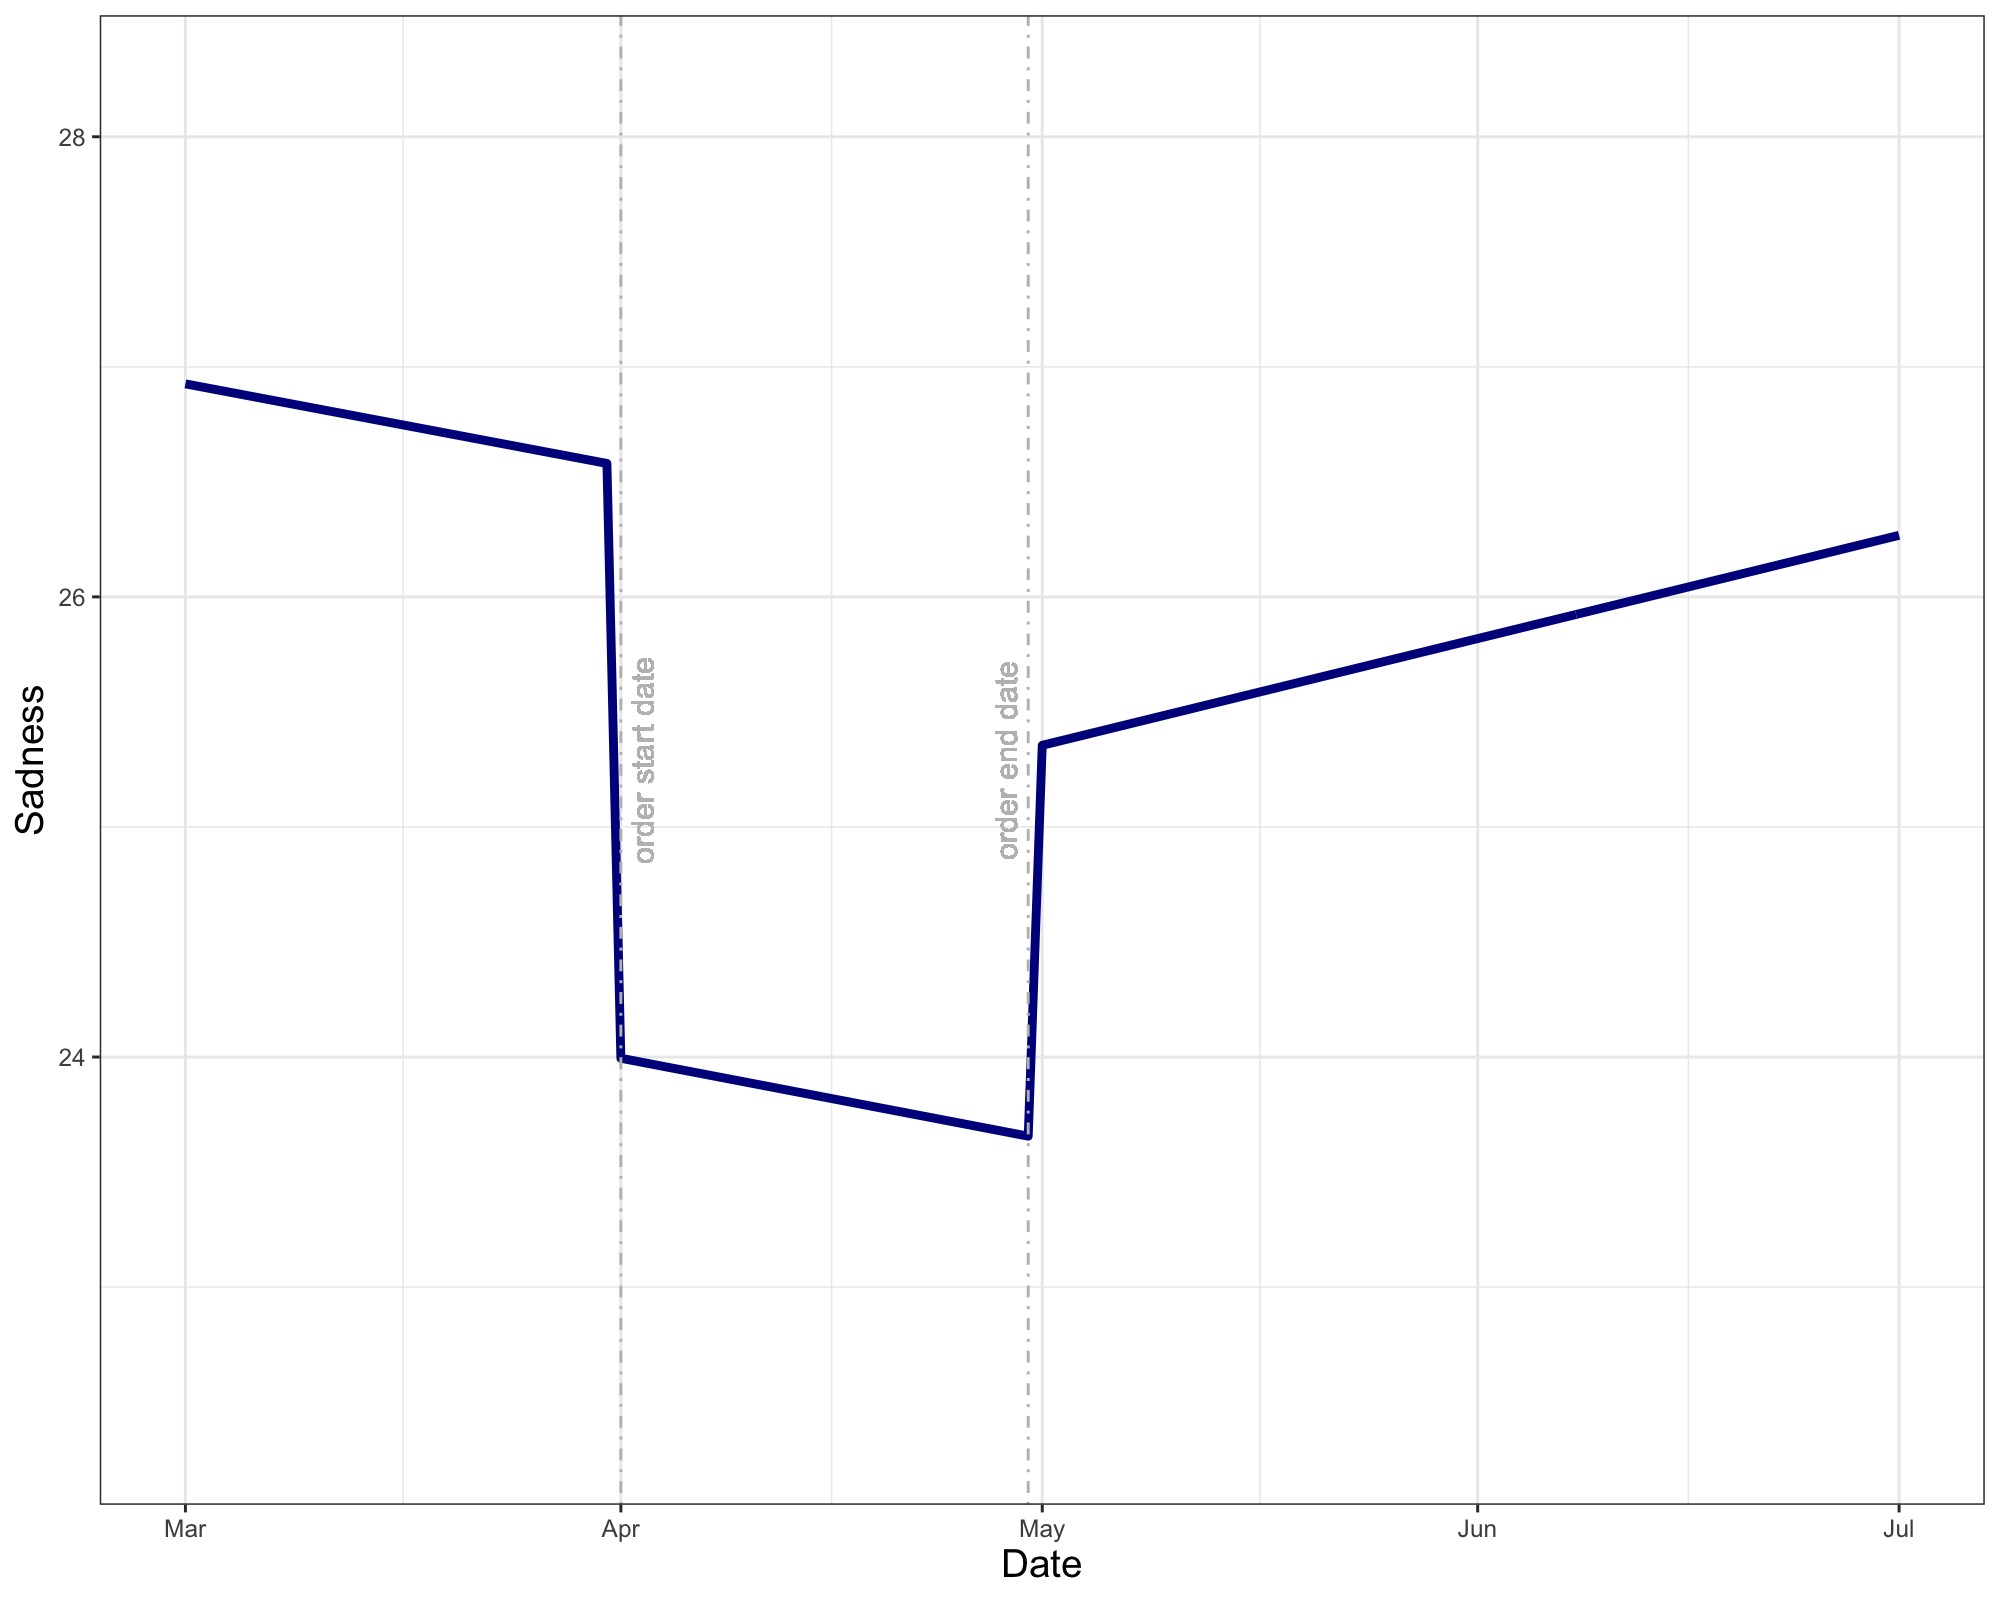 28
26
24
Sadness
order start date
order end date
Mar Apr May Jun Jul
Date